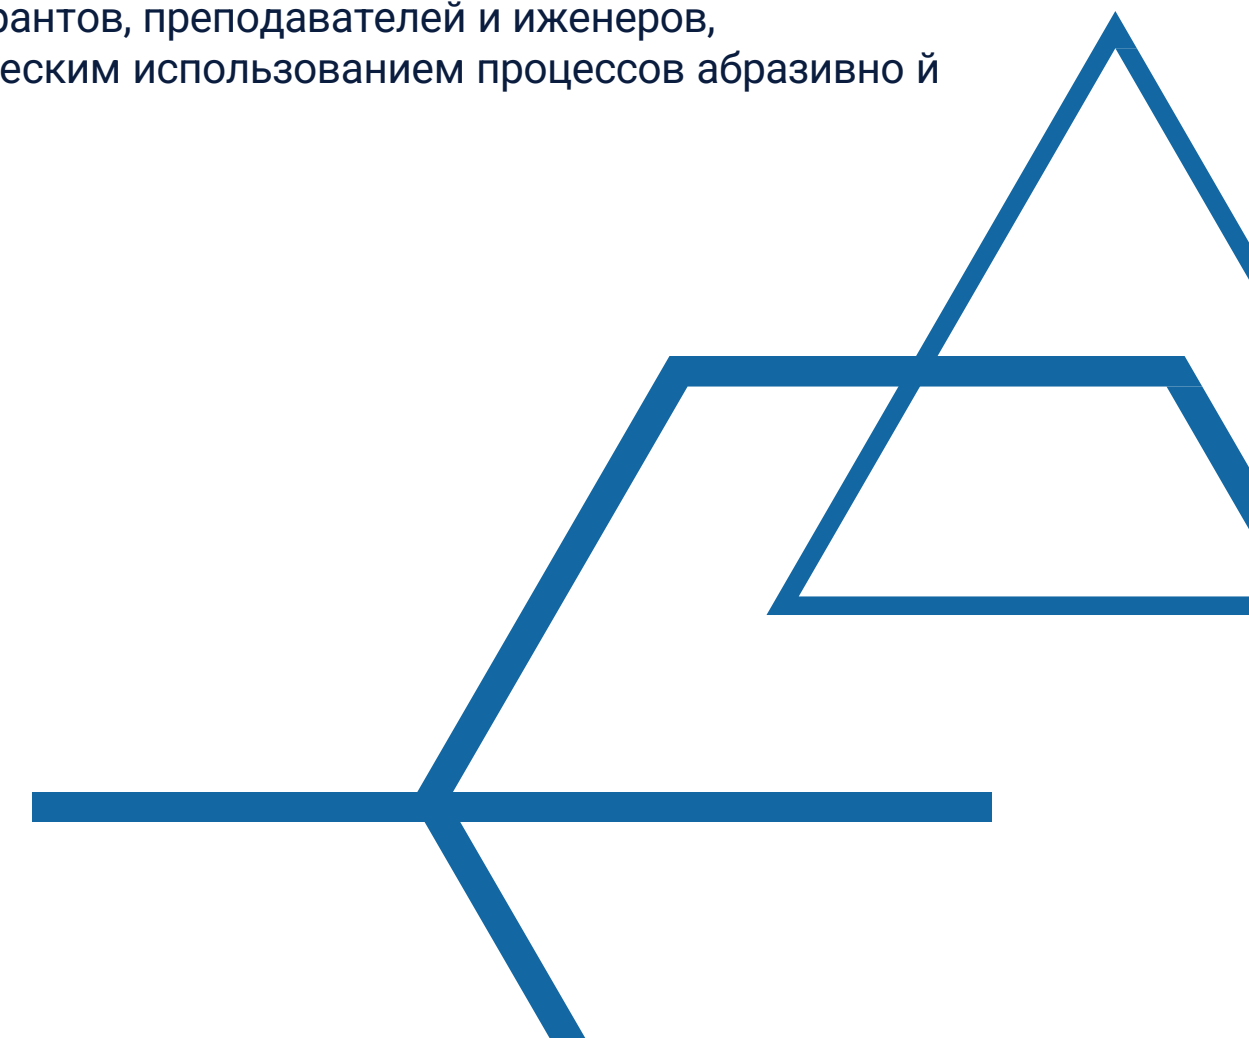 рантов, преподавателей и иженеров,
еским использованием процессов абразивно й